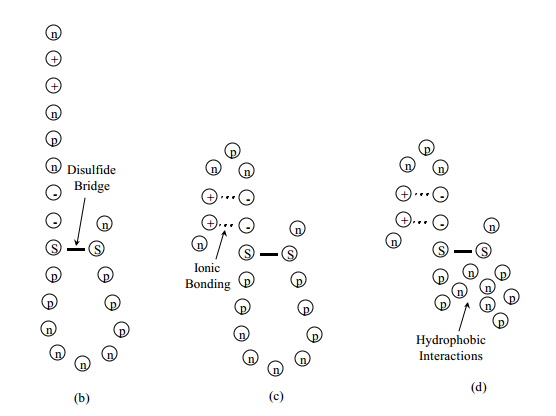 n
+
+
n
p
n
Disulfide
Bridge
-
-
n
S S
p p
p p
n p
n n n
(b)
p
n n
+ -
+ -
n n
S S
Ionic
Bonding
p p
p p
n p
n n n
(c)
p
n n
+ -
+ -
n n
S S
p n p
n n p
p n p
Hydrophobic
Interactions
(d)